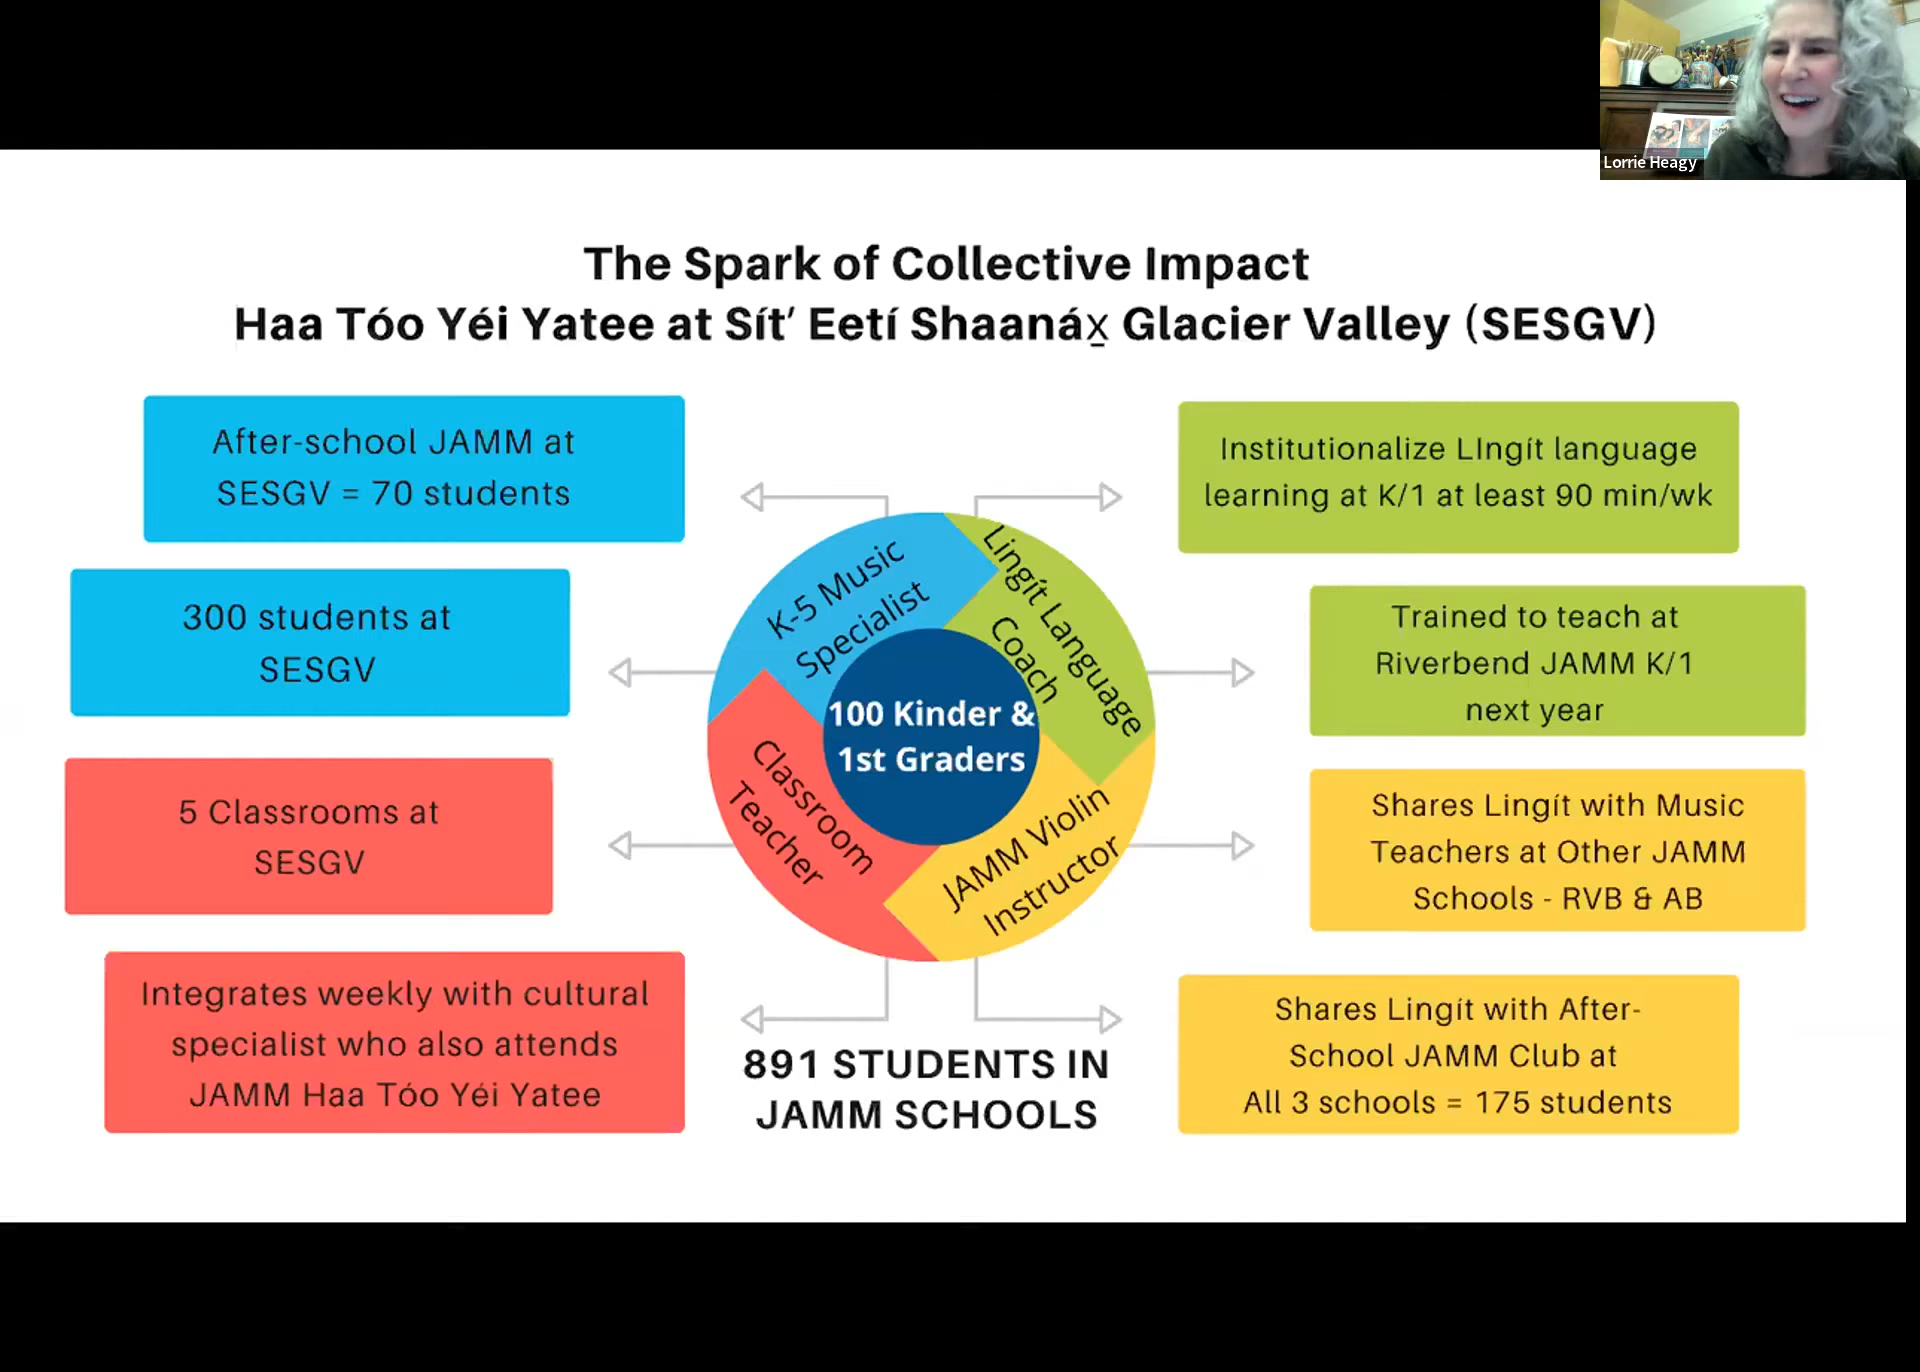 Lorrie Heagy
The Spark of Collective Impact
Haa Tóo Yéi Yatee at Sít’ Eetí Shaanáx̱ Glacier Valley (SESGV)
After-school JAMM at
SESGV = 70 students
300 students at
SESGV
5 Classrooms at
SESGV
Integrates weekly with cultural
specialist who also attends
JAMM Haa Tóo Yéi Yatee
K-5 Music
Specialist
Lingít Language
Coach
100 Kinder &
1st Graders
Classroom
Teacher
JAMM Violin
Instructor
891 STUDENTS IN
JAMM SCHOOLS
Institutionalize LIngít language
learning at K/1 at least 90 min/wk
Trained to teach at
Riverbend JAMM K/1
next year
Shares Lingít with Music
Teachers at Other JAMM
Schools - RVB & AB
Shares Lingít with After-
School JAMM Club at
All 3 schools = 175 students